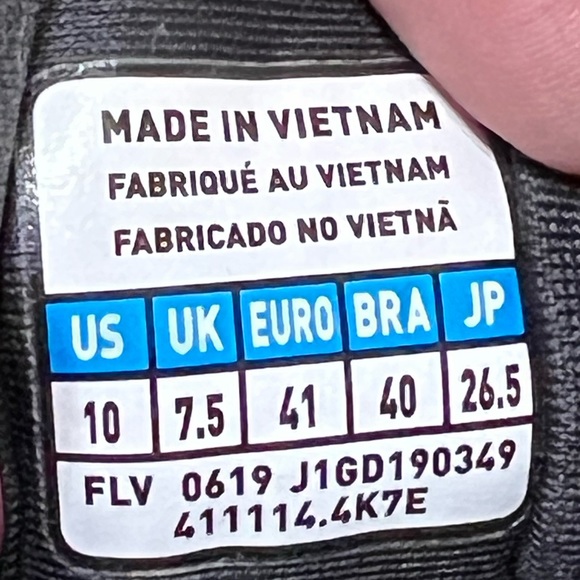 MADE IN VIETNAM
FABRIQUÉ AU VIETNAM
FABRICADO NO VIETNÃ
US UK EURO BRA JP
10 7.5 41 40 26.5
FLV 0619 J1GD190349
411114.4K7E